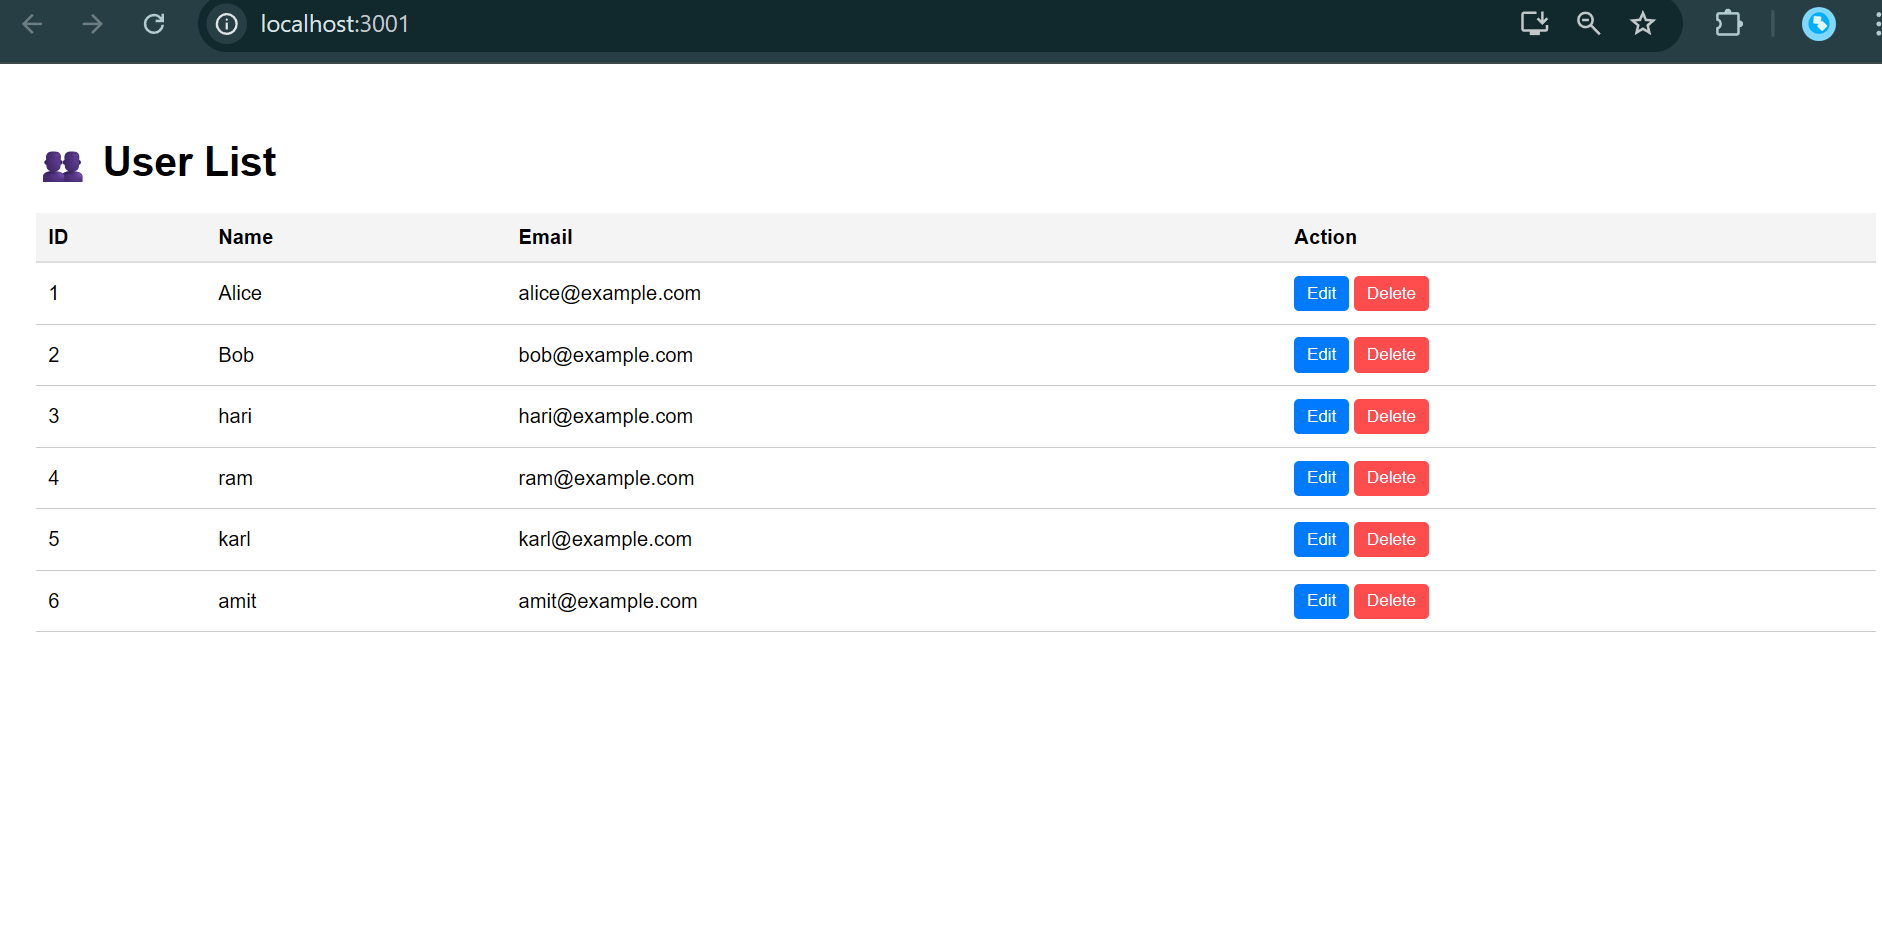 localhost:3001
👥 User List
ID Name Email Action
1 Alice alice@example.com Edit Delete
2 Bob bob@example.com Edit Delete
3 hari hari@example.com Edit Delete
4 ram ram@example.com Edit Delete
5 karl karl@example.com Edit Delete
6 amit amit@example.com Edit Delete